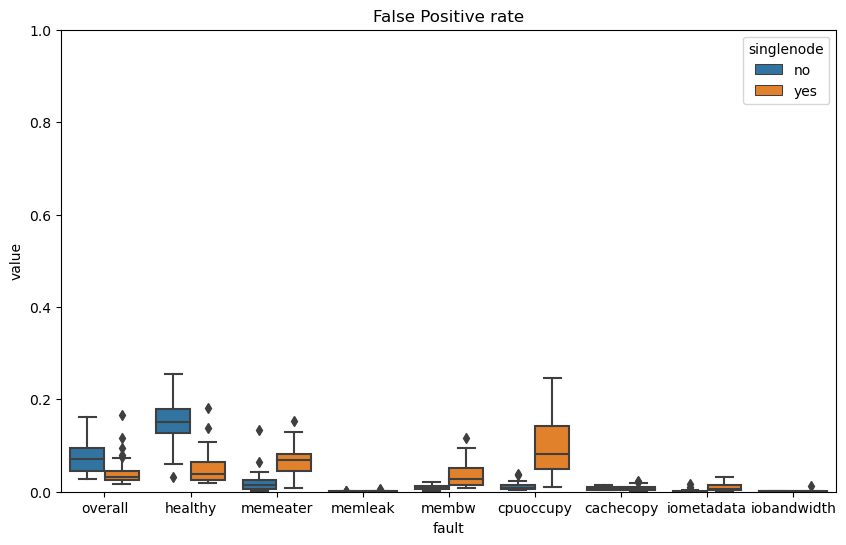 False Positive rate
singlenode
no
yes
1.0
0.8
0.6
0.4
0.2
0.0
value
overall healthy memeater memleak membw cpuoccupy cachecopy iometadata iobandwidth
fault